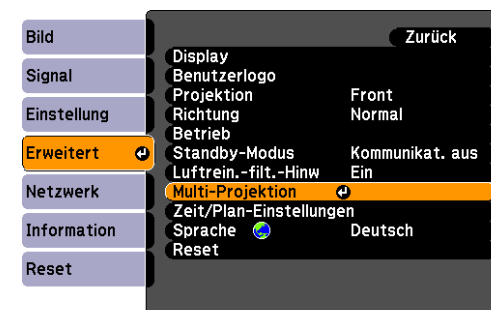 Bild
Signal
Einstellung
Erweitert
Netzwerk
Information
Reset
Zurück
Display
Benutzerlogo
Projektion Front
Richtung Normal
Betrieb
Standby-Modus Kommunikat. aus
Luftrein.-filt.-Hinw Ein
Multi-Projektion
Zeit/Plan-Einstellungen
Sprache Deutsch
Reset